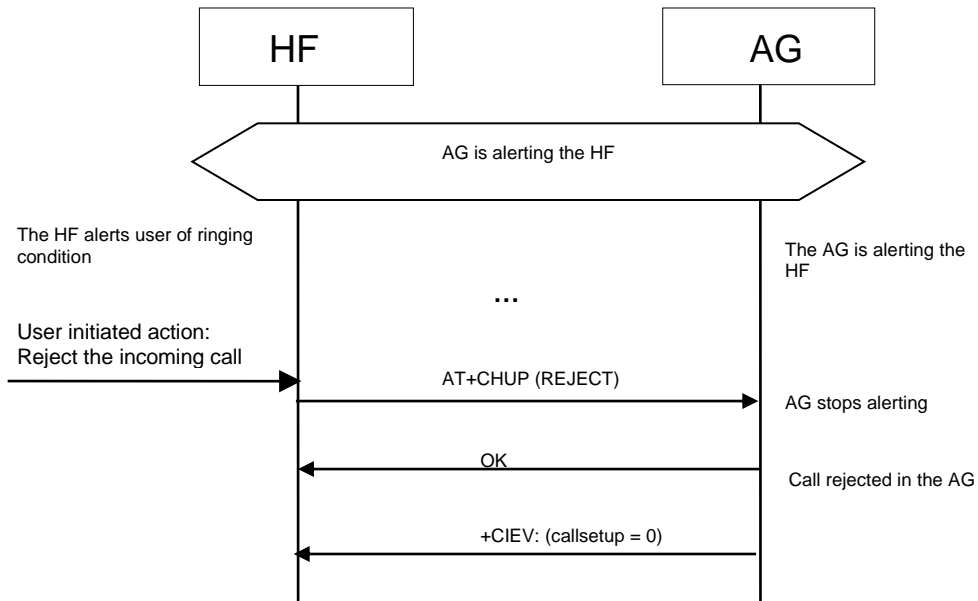 HF
AG
AG is alerting the HF
The HF alerts user of ringing
condition
The AG is alerting the
HF
...
User initiated action:
Reject the incoming call
AT+CHUP (REJECT)
AG stops alerting
OK
Call rejected in the AG
+CIEV: (callsetup = 0)